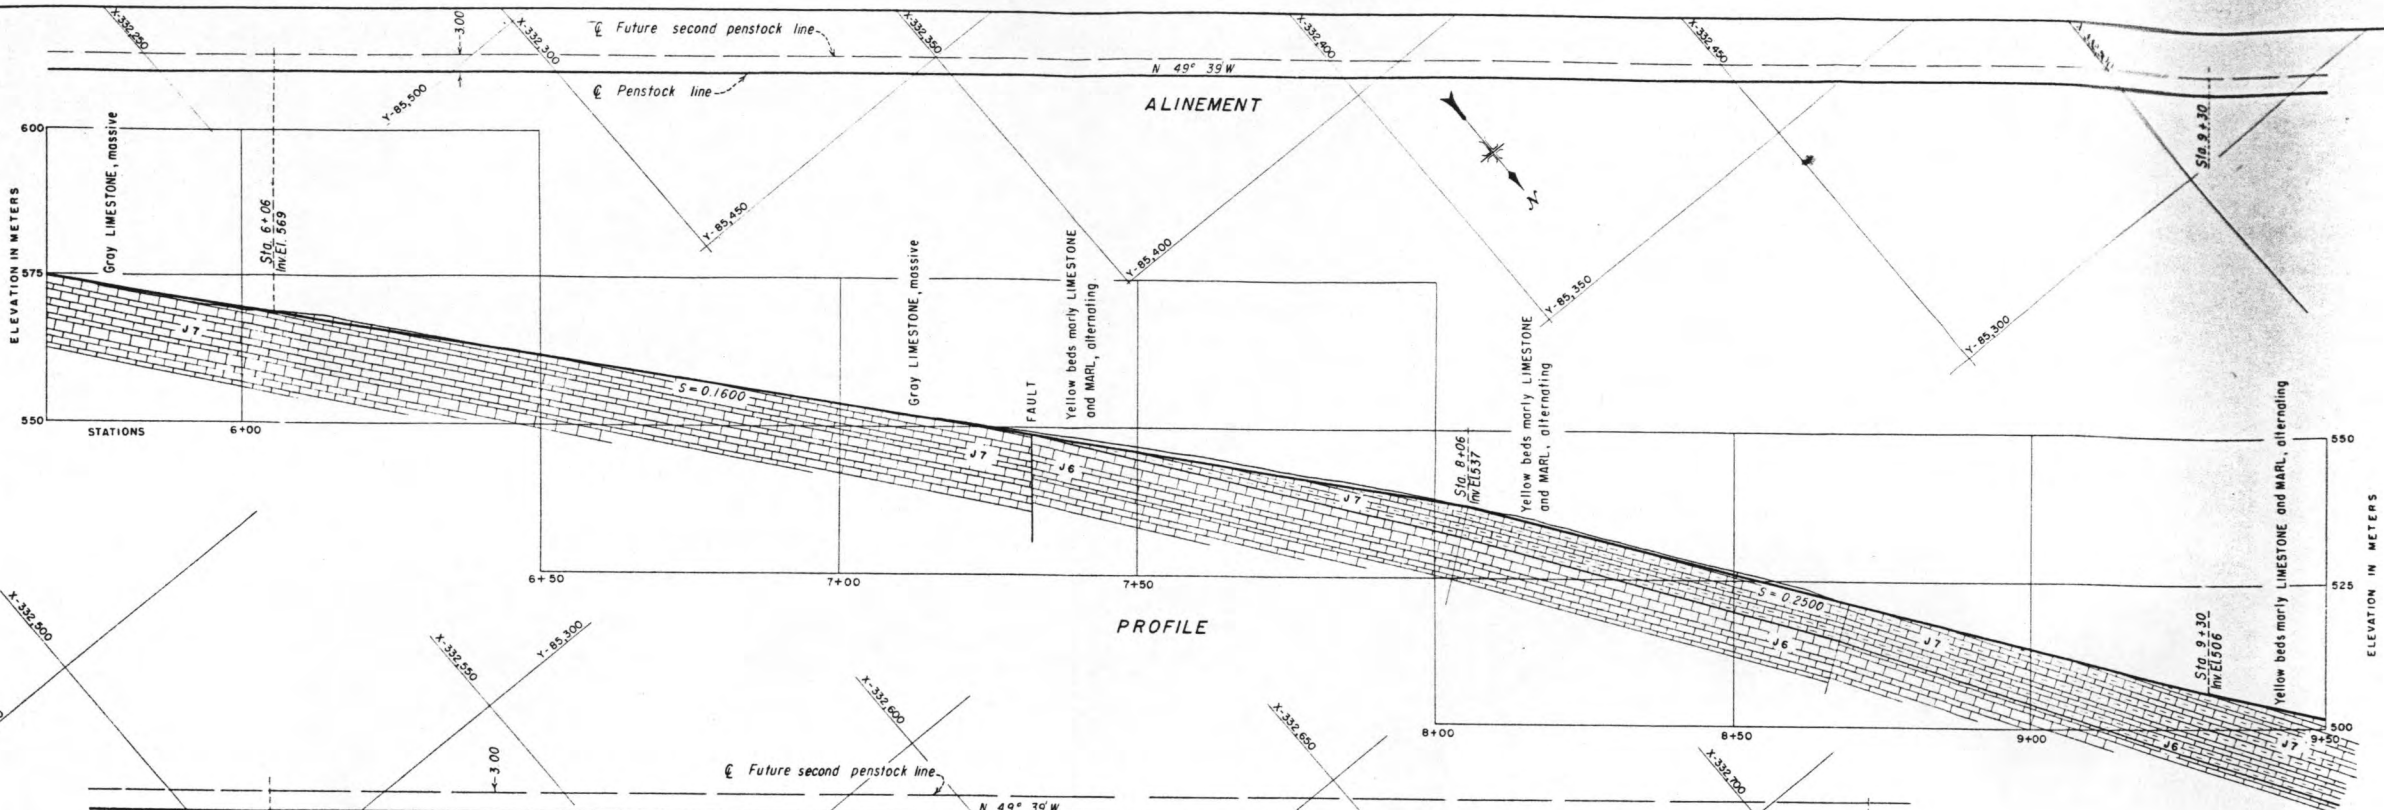 X-332,250
3.00
X-332,300
℄ Future second penstock line
X-332,350
X-332,400
X-332,450
N 49° 39' W
℄ Penstock line
Y-85,500
ALINEMENT
600
Gray LIMESTONE, massive
Sta. 6+06
Inv. El. 569
Y-85,450
Y-85,400
N
Y-85,350
Y-85,300
Sta. 9+30
ELEVATION IN METERS
575
J7
S = 0.1600
Gray LIMESTONE, massive
FAULT
Yellow beds marly LIMESTONE
and MARL, alternating.
Yellow beds marly LIMESTONE
and MARL, alternating
Yellow beds marly LIMESTONE and MARL, alternating
550
STATIONS
6+00
J7
J6
J7
Sta. 8+06
Inv. El. 537
550
6+50
7+00
7+50
S = 0.2500
525
ELEVATION IN METERS
PROFILE
J6
J7
Sta. 9+30
Inv. El. 506
500
8+00
8+50
9+00
9+50
J6
J7
X-332,500
X-332,550
Y-85,300
X-332,600
X-332,650
X-332,700
3.00
℄ Future second penstock line
N 49° 39' W